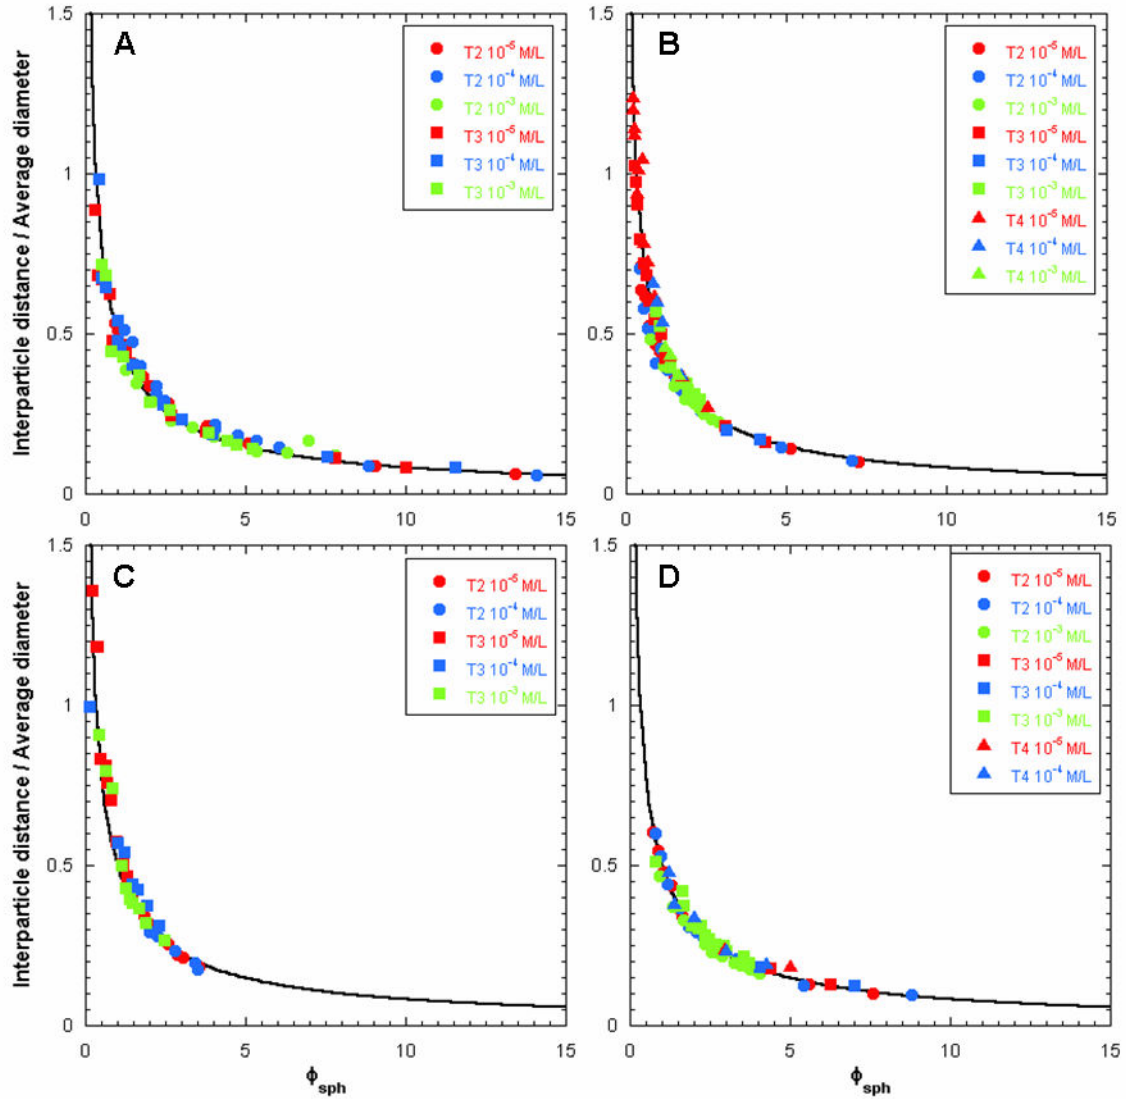 A
Interparticle distance / Average diameter
1.5
1
0.5
0
T2 10⁻⁵ M/L
T2 10⁻⁴ M/L
T2 10⁻³ M/L
T3 10⁻⁵ M/L
T3 10⁻⁴ M/L
T3 10⁻³ M/L
0 5 10 15
B
1.5
1
0.5
0
T2 10⁻⁵ M/L
T2 10⁻⁴ M/L
T2 10⁻³ M/L
T3 10⁻⁵ M/L
T3 10⁻⁴ M/L
T3 10⁻³ M/L
T4 10⁻⁵ M/L
T4 10⁻⁴ M/L
T4 10⁻³ M/L
0 5 10 15
C
Interparticle distance / Average diameter
1.5
1
0.5
0
T2 10⁻⁵ M/L
T2 10⁻⁴ M/L
T3 10⁻⁵ M/L
T3 10⁻⁴ M/L
T3 10⁻³ M/L
0 5 10 15
ϕsph
D
1.5
1
0.5
0
T2 10⁻⁵ M/L
T2 10⁻⁴ M/L
T2 10⁻³ M/L
T3 10⁻⁵ M/L
T3 10⁻⁴ M/L
T3 10⁻³ M/L
T4 10⁻⁵ M/L
T4 10⁻⁴ M/L
0 5 10 15
ϕsph